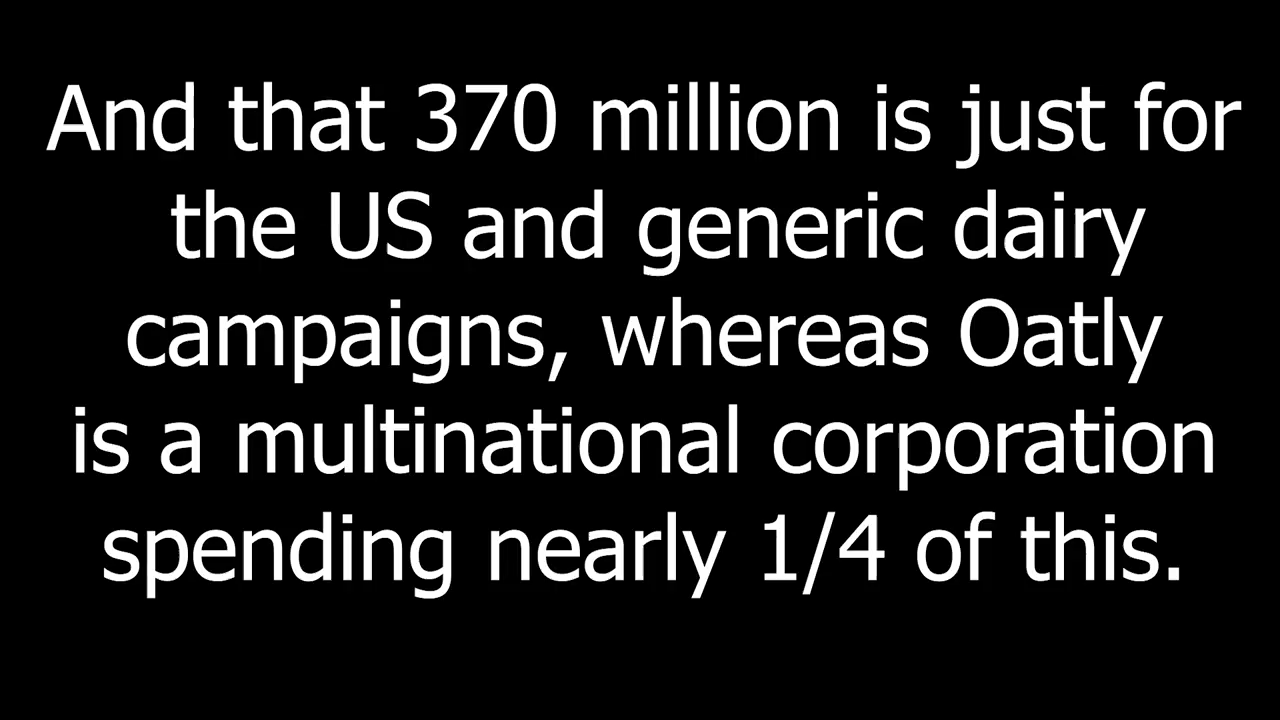 And that 370 million is just for
the US and generic dairy
campaigns, whereas Oatly
is a multinational corporation
spending nearly 1/4 of this.